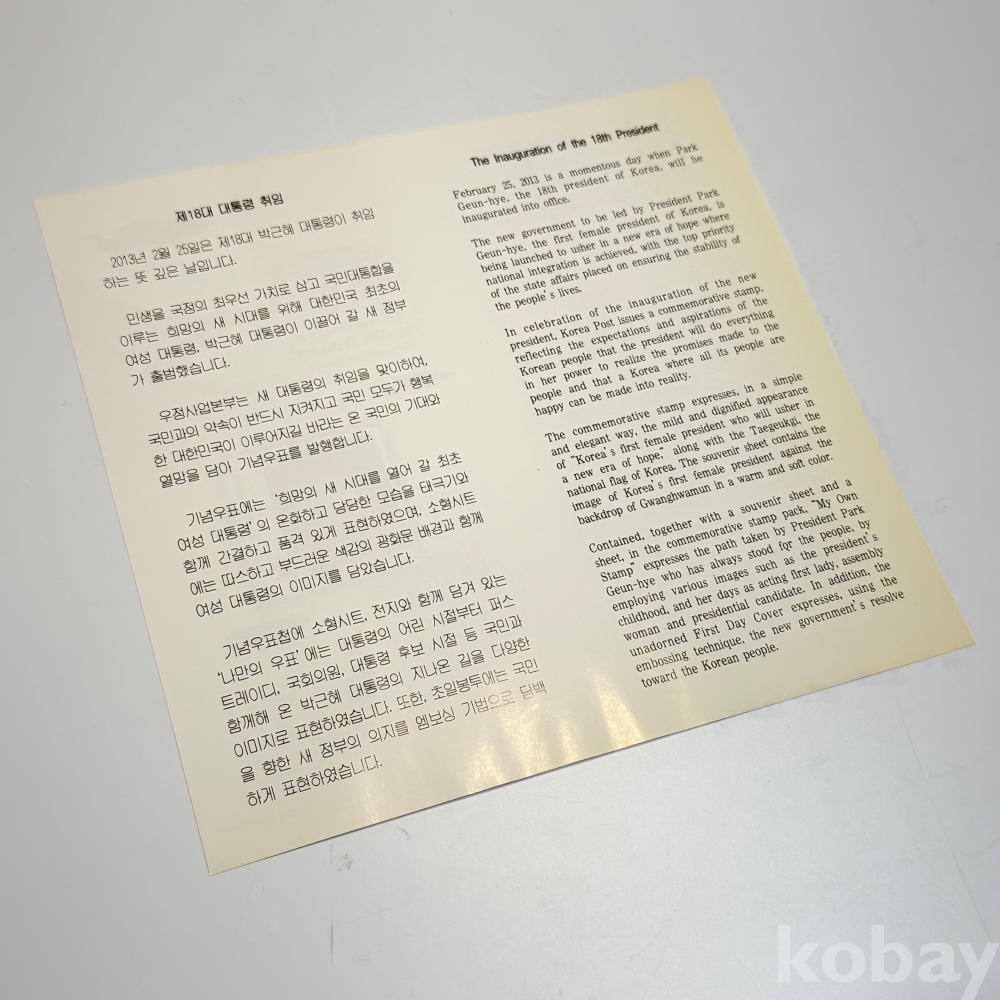 제18대 대통령 취임
2013년 2월 25일은 제18대 박근혜 대통령이 취임
하는 뜻 깊은 날입니다.
민생을 국정의 최우선 가치로 삼고 국민대통합을
이루는 희망의 새 시대를 위해 대한민국 최초의
여성 대통령, 박근혜 대통령이 이끌어 갈 새 정부
가 출범했습니다.
우정사업본부는 새 대통령의 취임을 맞이하여,
국민과의 약속이 반드시 지켜지고 국민 모두가 행복
한 대한민국이 이루어지길 바라는 온 국민의 기대와
열망을 담아 기념우표를 발행합니다.
기념우표에는 '희망의 새 시대를 열어 갈 최초
여성 대통령'의 온화하고 당당한 모습을 태극기와
함께 간결하고 품격 있게 표현하였으며, 소형시트
에는 따스하고 부드러운 색감의 광화문 배경과 함께
여성 대통령의 이미지를 담았습니다.
기념우표첩에 소형시트, 전지와 함께 담겨 있는
'나만의 우표'에는 대통령의 어린 시절부터 퍼스
트레이디, 국회의원, 대통령 후보 시절 등 국민과
함께해 온 박근혜 대통령의 지나온 길을 다양한
이미지로 표현하였습니다. 또한, 초일봉투에는 국민
을 향한 새 정부의 의지를 엠보싱 기법으로 담백
하게 표현하였습니다.
The Inauguration of the 18th President
February 25, 2013 is a momentous day when Park
Geun-hye, the 18th president of Korea, will be
inaugurated into office.
The new government to be led by President Park
Geun-hye, the first female president of Korea, is
being launched to usher in a new era of hope where
national integration is achieved, with the top priority
of the state affairs placed on ensuring the stability of
the people's lives.
In celebration of the inauguration of the new
president, Korea Post issues a commemorative stamp,
reflecting the expectations and aspirations of the
Korean people that the president will do everything
in her power to realize the promises made to the
people and that a Korea where all its people are
happy can be made into reality.
The commemorative stamp expresses, in a simple
and elegant way, the mild and dignified appearance
of "Korea's first female president who will usher in
a new era of hope," along with the Taegeukgi, the
national flag of Korea. The souvenir sheet contains the
image of Korea's first female president against the
backdrop of Gwanghwamun in a warm and soft color.
Contained, together with a souvenir sheet and a
sheet, in the commemorative stamp pack, "My Own
Stamp" expresses the path taken by President Park
Geun-hye who has always stood for the people, by
employing various images such as the president's
childhood, and her days as acting first lady, assembly
woman and presidential candidate. In addition, the
unadorned First Day Cover expresses, using the
embossing technique, the new government's resolve
toward the Korean people.
kobay